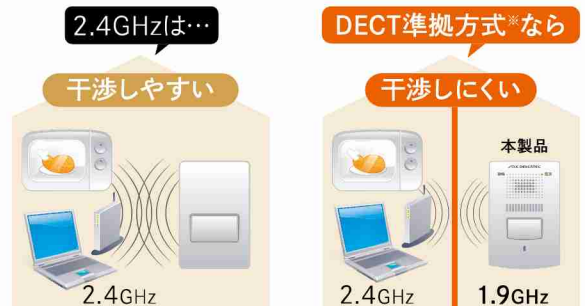 2.4GHzは…
干渉しやすい
2.4GHz
DECT準拠方式※なら
干渉しにくい
本製品
2.4GHz
1.9GHz